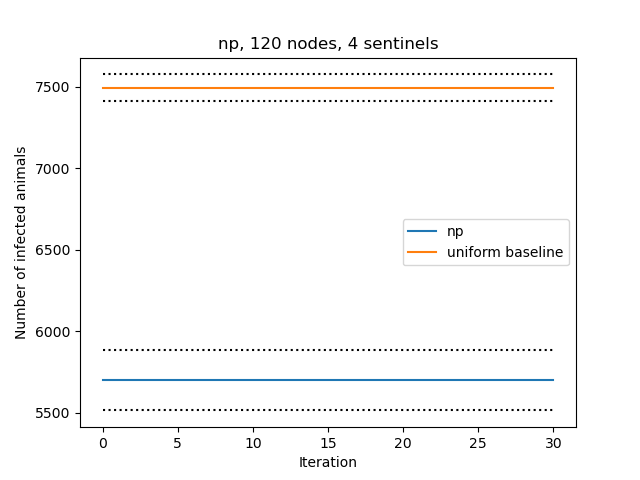 np, 120 nodes, 4 sentinels
Number of infected animals
7500
7000
6500
6000
5500
np
uniform baseline
0 5 10 15 20 25 30
Iteration